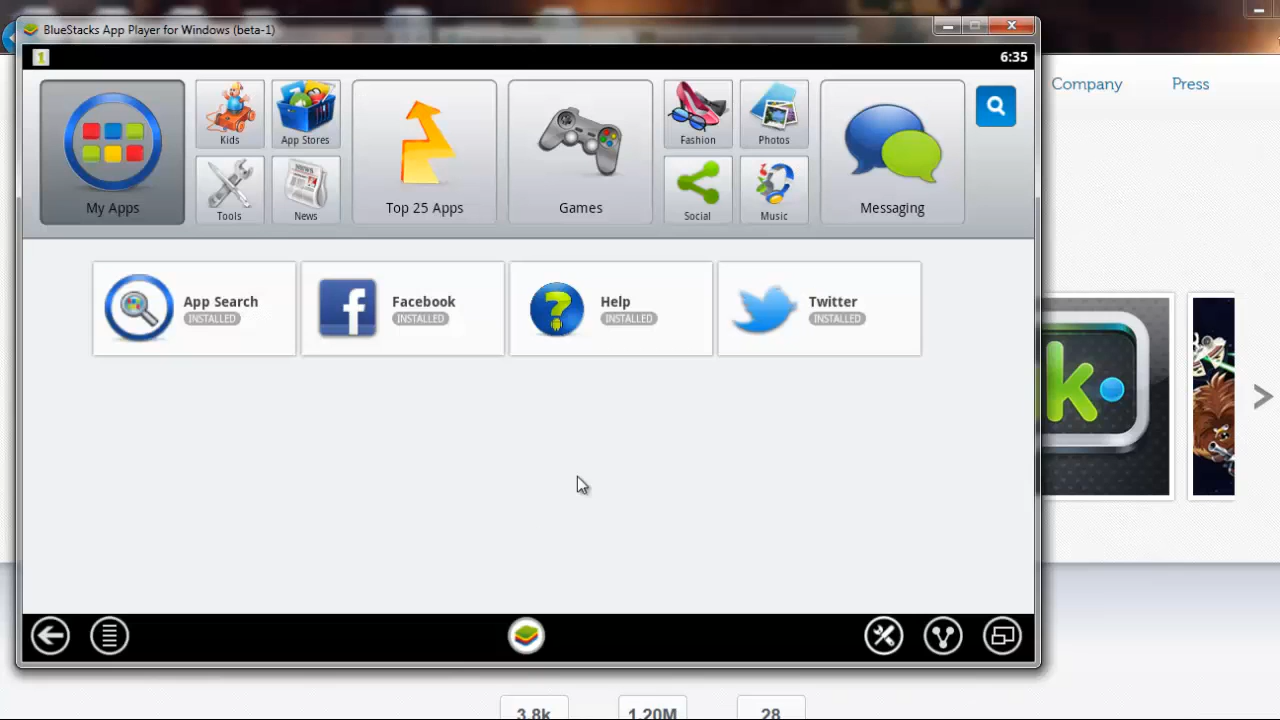 BlueStacks App Player for Windows (beta-1)
1
6:35
Company
Press
My Apps
Kids
App Stores
Tools
News
Top 25 Apps
Games
Fashion
Photos
Social
Music
Messaging
App Search
INSTALLED
Facebook
INSTALLED
Help
INSTALLED
Twitter
INSTALLED
k
3.8k
1.20M
28